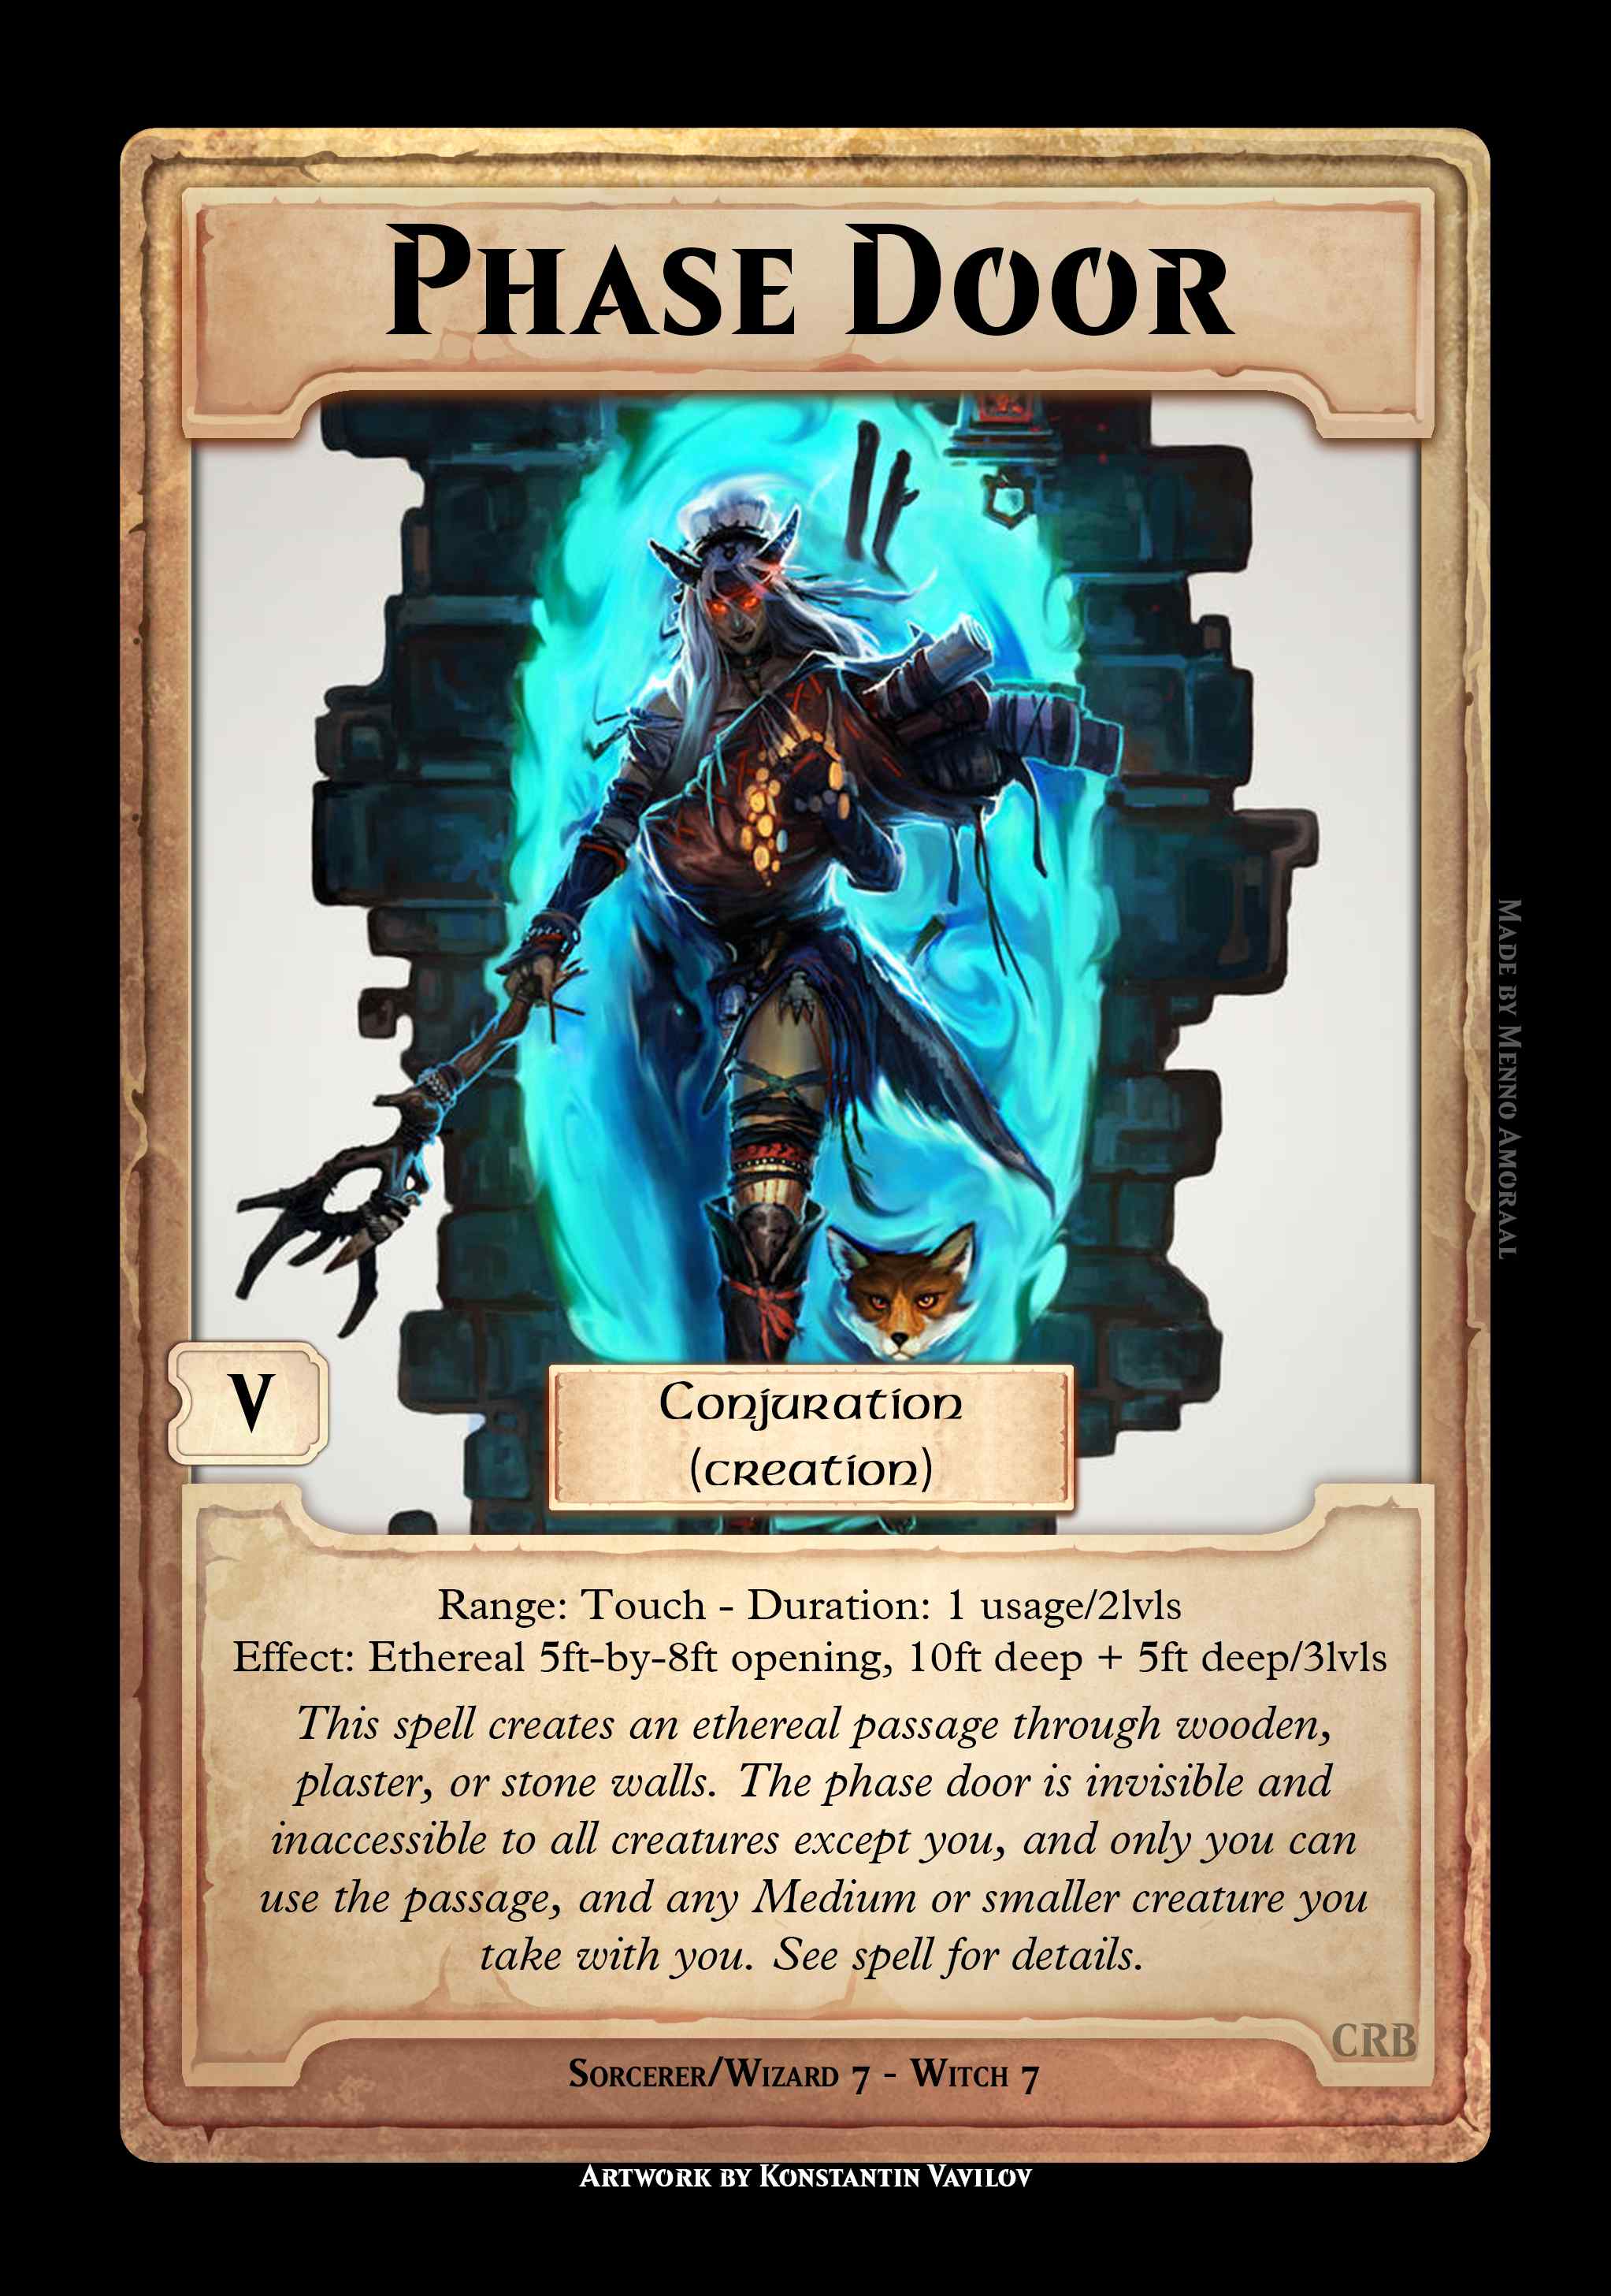 Phase Door
V
Conjuration
(creation)
Range: Touch - Duration: 1 usage/2lvls
Effect: Ethereal 5ft-by-8ft opening, 10ft deep + 5ft deep/3lvls
This spell creates an ethereal passage through wooden,
plaster, or stone walls. The phase door is invisible and
inaccessible to all creatures except you, and only you can
use the passage, and any Medium or smaller creature you
take with you. See spell for details.
CRB
Sorcerer/Wizard 7 - Witch 7
Artwork by Konstantin Vavilov
Made by Menno Amoraal